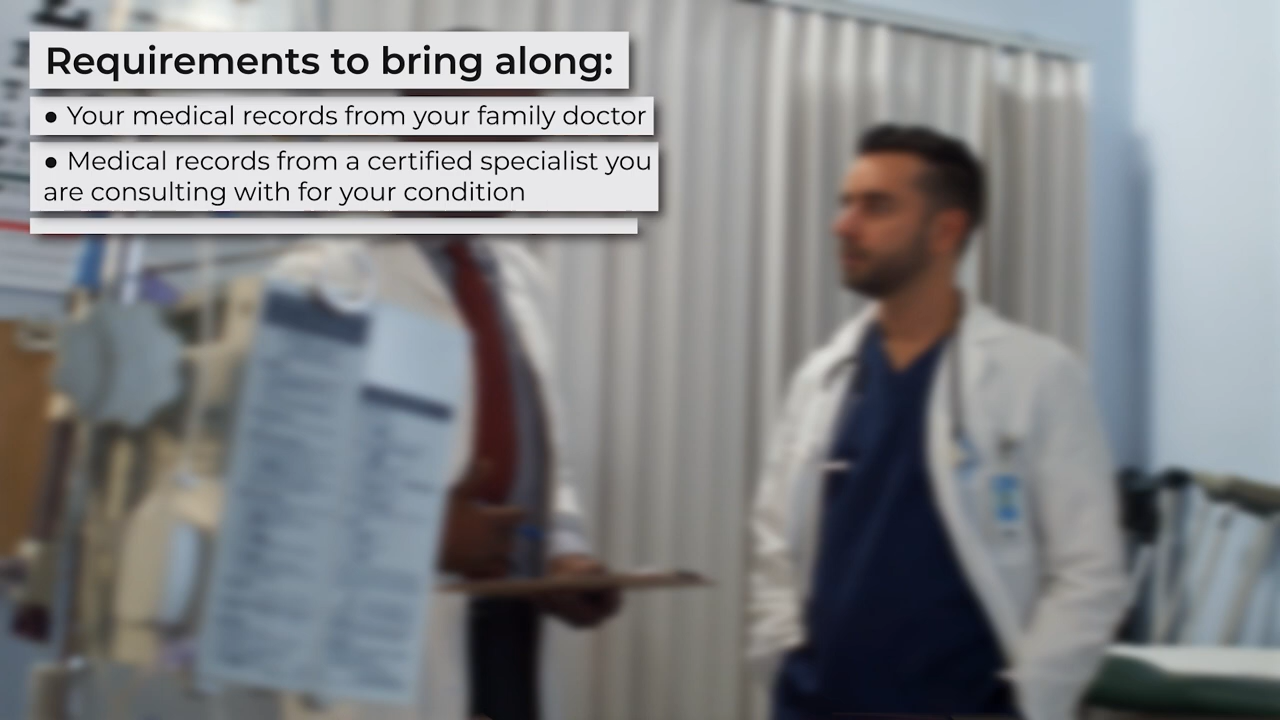 Requirements to bring along:
● Your medical records from your family doctor
● Medical records from a certified specialist you
are consulting with for your condition